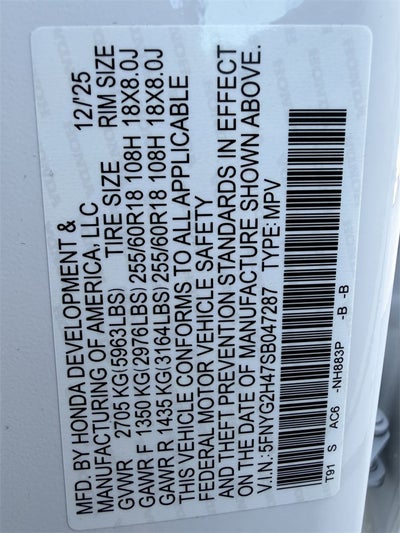 MFD. BY HONDA DEVELOPMENT &
MANUFACTURING OF AMERICA, LLC 12/'25
GVWR 2705 KG(5963LBS) TIRE SIZE RIM SIZE
GAWR F 1350 KG(2976LBS) 255/60R18 108H 18X8.0J
GAWR R 1435 KG(3164LBS) 255/60R18 108H 18X8.0J
THIS VEHICLE CONFORMS TO ALL APPLICABLE
FEDERAL MOTOR VEHICLE SAFETY
AND THEFT PREVENTION STANDARDS IN EFFECT
ON THE DATE OF MANUFACTURE SHOWN ABOVE.
V.I.N.:5FNYG2H47SB047287 TYPE: MPV
T91 S AC6 -NH883P -B -B